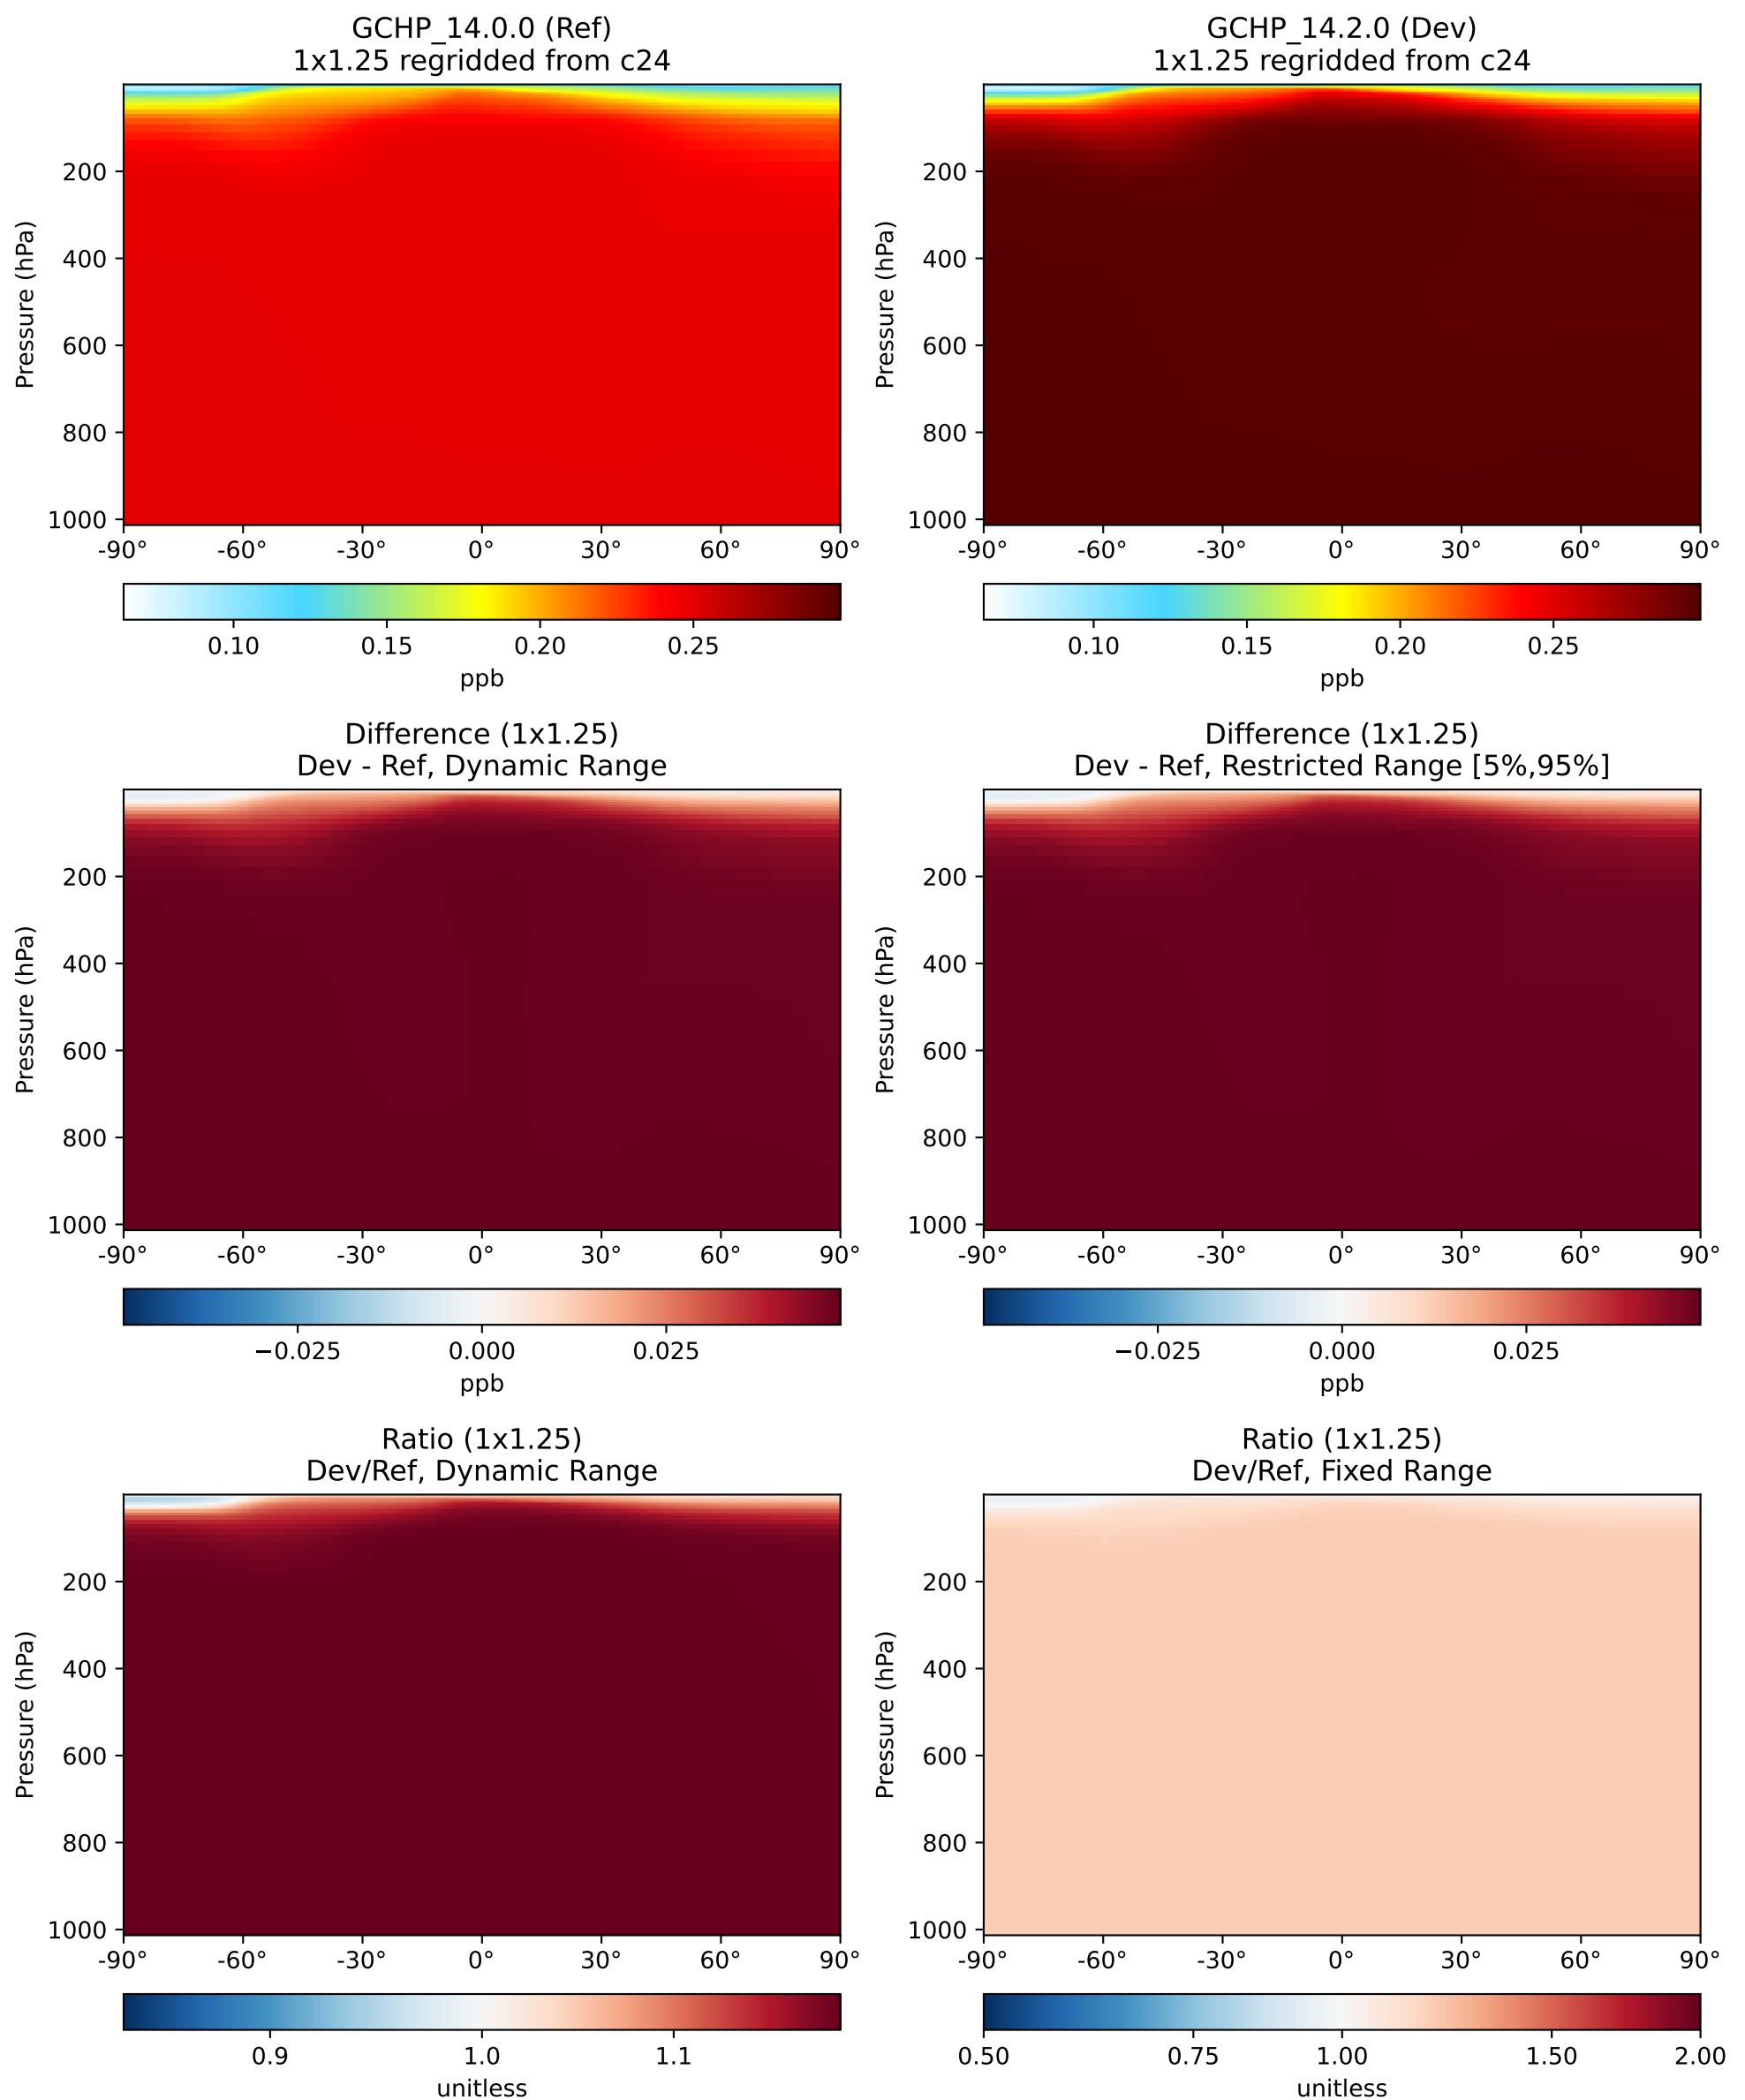 GCHP_14.0.0 (Ref)
1x1.25 regridded from c24
Pressure (hPa)
200
400
600
800
1000
-90° -60° -30° 0° 30° 60° 90°
0.10 0.15 0.20 0.25
ppb
GCHP_14.2.0 (Dev)
1x1.25 regridded from c24
Pressure (hPa)
200
400
600
800
1000
-90° -60° -30° 0° 30° 60° 90°
0.10 0.15 0.20 0.25
ppb
Difference (1x1.25)
Dev - Ref, Dynamic Range
Pressure (hPa)
200
400
600
800
1000
-90° -60° -30° 0° 30° 60° 90°
−0.025 0.000 0.025
ppb
Difference (1x1.25)
Dev - Ref, Restricted Range [5%,95%]
Pressure (hPa)
200
400
600
800
1000
-90° -60° -30° 0° 30° 60° 90°
−0.025 0.000 0.025
ppb
Ratio (1x1.25)
Dev/Ref, Dynamic Range
Pressure (hPa)
200
400
600
800
1000
-90° -60° -30° 0° 30° 60° 90°
0.9 1.0 1.1
unitless
Ratio (1x1.25)
Dev/Ref, Fixed Range
Pressure (hPa)
200
400
600
800
1000
-90° -60° -30° 0° 30° 60° 90°
0.50 0.75 1.00 1.50 2.00
unitless